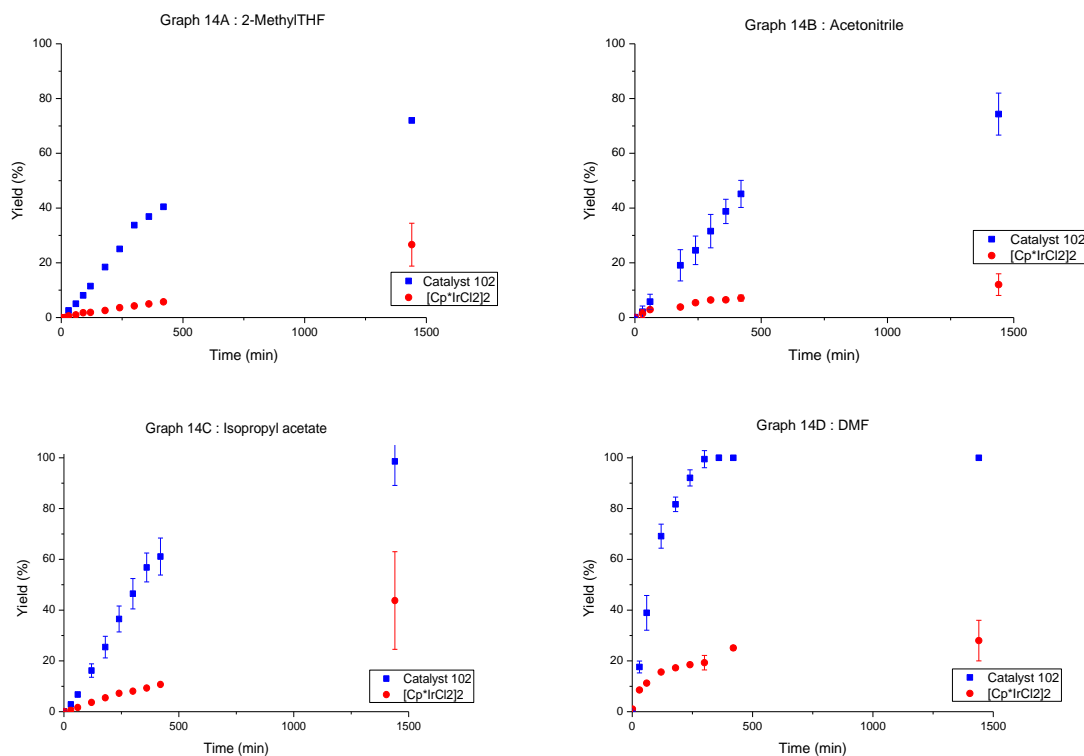 Graph 14A : 2-MethylTHF
100
80
60
40
20
0
Yield (%)
0
500
1000
1500
Time (min)
Catalyst 102
[Cp*IrCl2]2
Graph 14B : Acetonitrile
100
80
60
40
20
0
Yield (%)
0
500
1000
1500
Time (min)
Catalyst 102
[Cp*IrCl2]2
Graph 14C : Isopropyl acetate
100
80
60
40
20
0
Yield (%)
0
500
1000
1500
Time (min)
Catalyst 102
[Cp*IrCl2]2
Graph 14D : DMF
100
80
60
40
20
0
Yield (%)
0
500
1000
1500
Time (min)
Catalyst 102
[Cp*IrCl2]2